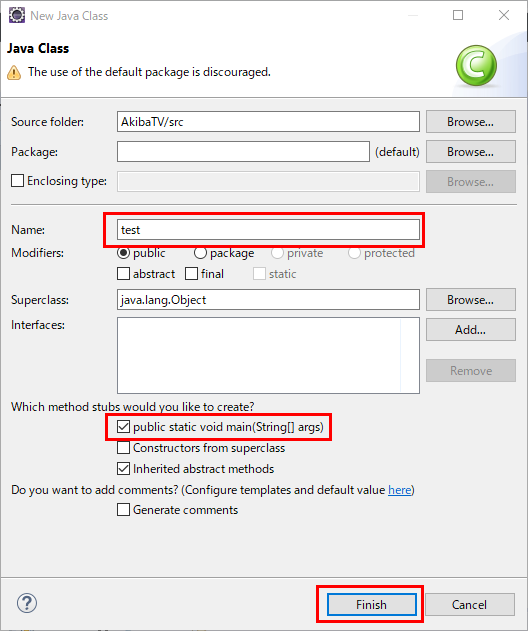 New Java Class
Java Class
The use of the default package is discouraged.
Source folder: AkibaTV/src Browse...
Package: (default) Browse...
Enclosing type: Browse...
Name: test
Modifiers: public package private protected
abstract final static
Superclass: java.lang.Object Browse...
Interfaces: Add...
Remove
Which method stubs would you like to create?
public static void main(String[] args)
Constructors from superclass
Inherited abstract methods
Do you want to add comments? (Configure templates and default value here)
Generate comments
? Finish Cancel